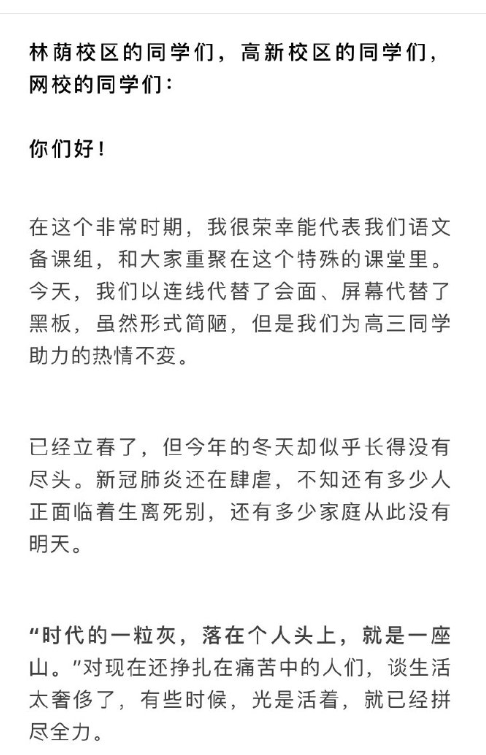 林荫校区的同学们，高新校区的同学们，
网校的同学们：
你们好！
在这个非常时期，我很荣幸能代表我们语文
备课组，和大家重聚在这个特殊的课堂里。
今天，我们以连线代替了会面、屏幕代替了
黑板，虽然形式简陋，但是我们为高三同学
助力的热情不变。
已经立春了，但今年的冬天却似乎长得没有
尽头。新冠肺炎还在肆虐，不知还有多少人
正面临着生离死别，还有多少家庭从此没有
明天。
“时代的一粒灰，落在个人头上，就是一座
山。”对现在还挣扎在痛苦中的人们，谈生活
太奢侈了，有些时候，光是活着，就已经拼
尽全力。